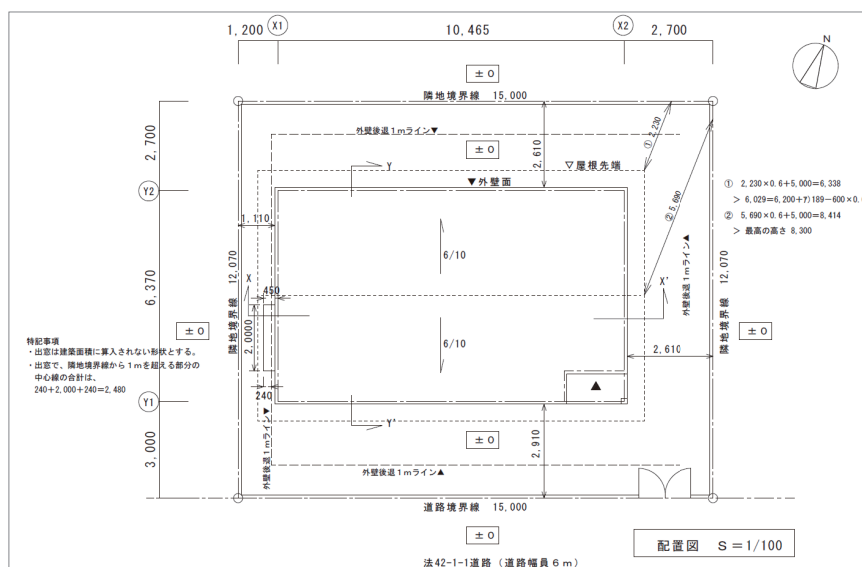 1,200
X1
10,465
X2
2,700
N
±0
隣地境界線 15,000
外壁後退1mライン▼
±0
2,610
① 2,230
▽屋根先端
2,700
Y2
▼外壁面
② 5,690
① 2,230×0.6+5,000=6,338
> 6,029=6,200+ｱ)189-600×0.
② 5,690×0.6+5,000=8,414
> 最高の高さ 8,300
Y
1,110
6/10
外壁後退1mライン▲
6,370
隣地境界線 12,070
X
450
X'
隣地境界線 12,070
±0
2.0000
6/10
±0
2,610
特記事項
・出窓は建築面積に算入されない形状とする。
・出窓で、隣地境界線から1mを超える部分の
中心線の合計は、
240+2,000+240=2,480
240
▲
Y1
Y'
外壁後退1mライン▼
±0
2,910
3,000
外壁後退1mライン▲
道路境界線 15,000
±0
法42-1-1道路(道路幅員6m)
配置図 S=1/100